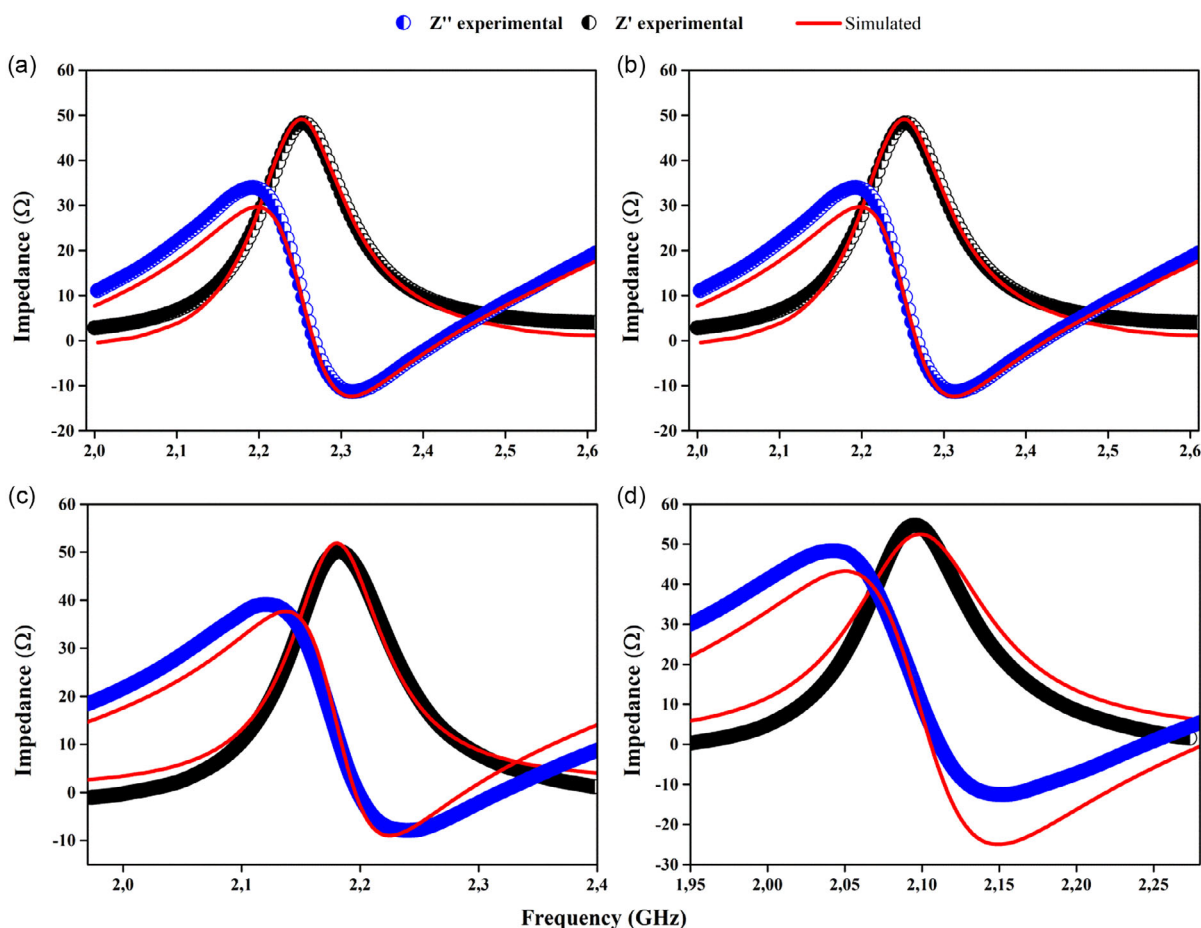 Z'' experimental Z' experimental Simulated
(a) (b)
60 60
50 50
40 40
30 30
20 20
10 10
0 0
-10 -10
-20 -20
Impedance (Ω) Impedance (Ω)
2,0 2,1 2,2 2,3 2,4 2,5 2,6 2,0 2,1 2,2 2,3 2,4 2,5 2,6
(c) (d)
60 60
50 50
40 40
30 30
20 20
10 10
0 0
-10 -10
-20
-30
Impedance (Ω) Impedance (Ω)
2,0 2,1 2,2 2,3 2,4 1,95 2,00 2,05 2,10 2,15 2,20 2,25
Frequency (GHz)